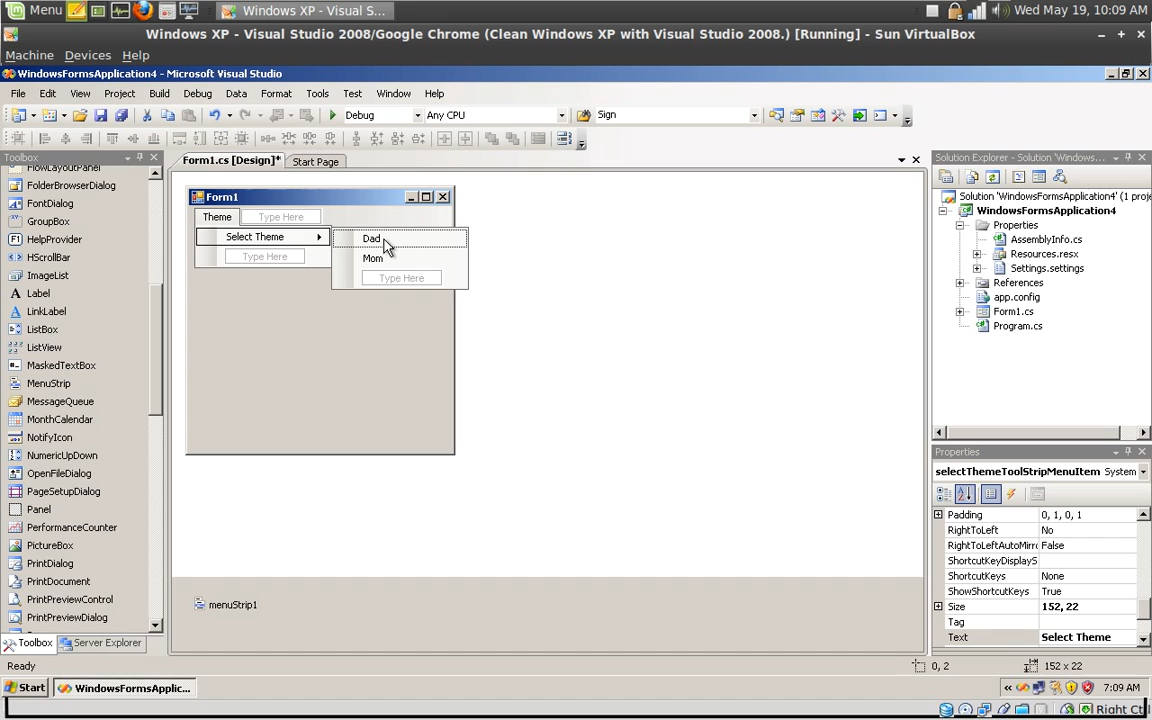 Menu
Windows XP - Visual S...
Wed May 19, 10:09 AM
Windows XP - Visual Studio 2008/Google Chrome (Clean Windows XP with Visual Studio 2008.) [Running] - Sun VirtualBox
Machine Devices Help
WindowsFormsApplication4 - Microsoft Visual Studio
File Edit View Project Build Debug Data Format Tools Test Window Help
Debug Any CPU Sign
Toolbox
Form1.cs [Design]* Start Page
Solution Explorer - Solution 'Windows...
FlowLayoutPanel
FolderBrowserDialog
FontDialog
GroupBox
HelpProvider
HScrollBar
ImageList
Label
LinkLabel
ListBox
ListView
MaskedTextBox
MenuStrip
MessageQueue
MonthCalendar
NotifyIcon
NumericUpDown
OpenFileDialog
PageSetupDialog
Panel
PerformanceCounter
PictureBox
PrintDialog
PrintDocument
PrintPreviewControl
PrintPreviewDialog
Toolbox Server Explorer
Form1
Theme Type Here
Select Theme
Type Here
Dad
Mom
Type Here
menuStrip1
Solution 'WindowsFormsApplication4' (1 proje
WindowsFormsApplication4
Properties
AssemblyInfo.cs
Resources.resx
Settings.settings
References
app.config
Form1.cs
Program.cs
Properties
selectThemeToolStripMenuItem System
Padding 0, 1, 0, 1
RightToLeft No
RightToLeftAutoMirr False
ShortcutKeyDisplayS
ShortcutKeys None
ShowShortcutKeys True
Size 152, 22
Tag
Text Select Theme
Ready
0, 2
152 x 22
Start
WindowsFormsApplic...
«
7:09 AM
Right Ctrl